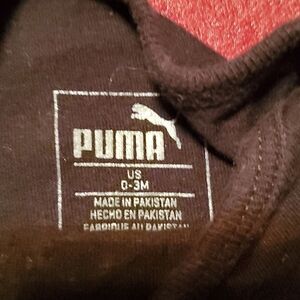 PUMA
US
0-3M
MADE IN PAKISTAN
HECHO EN PAKISTAN
FABRIQUE AU PAKISTAN